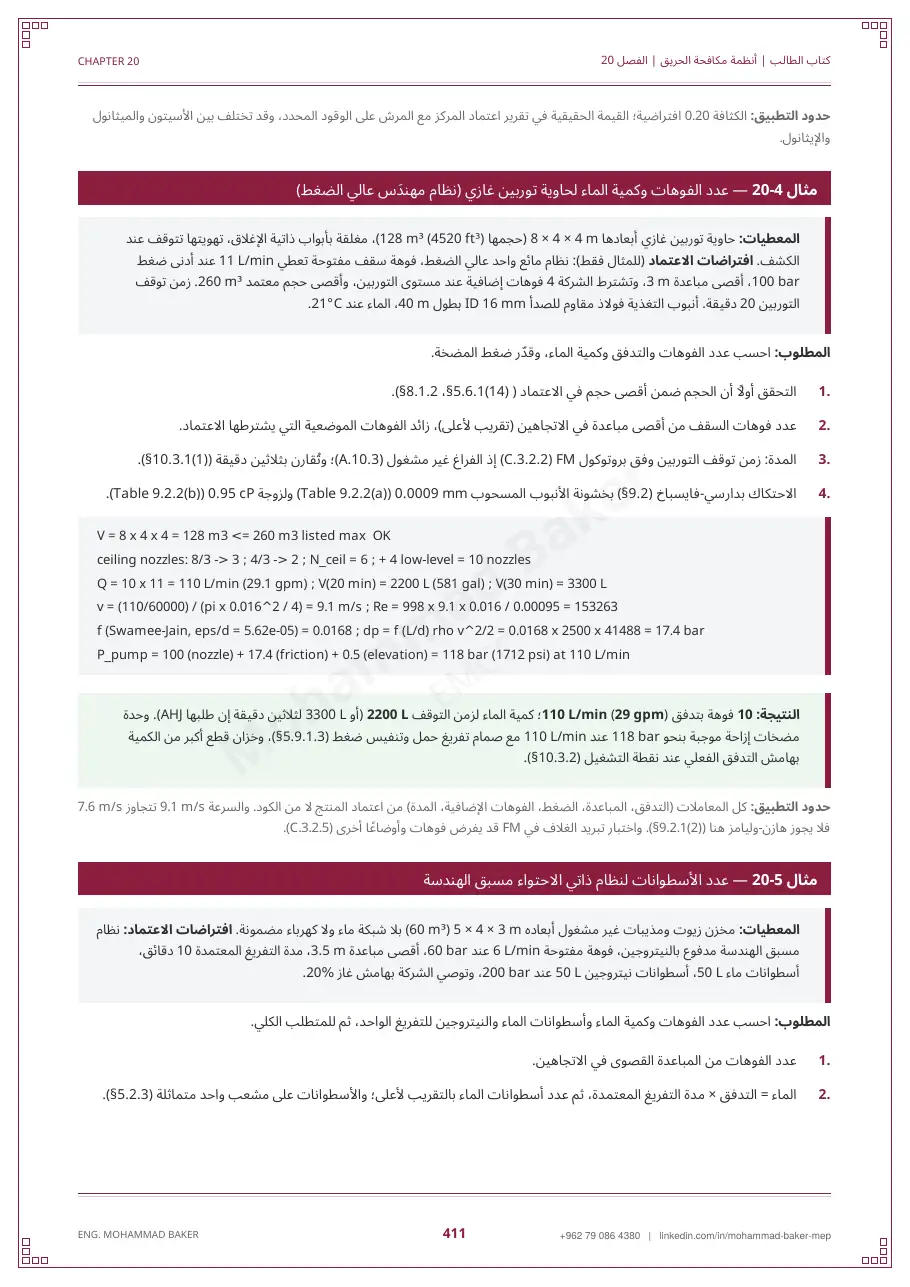 كتاب الطالب | أنظمة مكافحة الحريق | الفصل 20
CHAPTER 20
حدود التطبيق: الكثافة 0.20 افتراضية؛ القيمة الحقيقية في تقرير اعتماد المركز مع المرش على الوقود المحدد، وقد تختلف بين الأسيتون والميثانول
والإيثانول.
مثال 4-20 — عدد الفوهات وكمية الماء لحاوية توربين غازي (نظام مهندَس عالي الضغط)
المعطيات: حاوية توربين غازي أبعادها 8 × 4 × 4 m (حجمها 128 m³ (4520 ft³))، مغلقة بأبواب ذاتية الإغلاق، تهويتها تتوقف عند
الكشف. افتراضات الاعتماد (للمثال فقط): نظام مائع واحد عالي الضغط، فوهة سقف مفتوحة تعطي 11 L/min عند أدنى ضغط
100 bar، أقصى مباعدة 3 m، وتشترط الشركة 4 فوهات إضافية عند مستوى التوربين، وأقصى حجم معتمد 260 m³. زمن توقف
التوربين 20 دقيقة. أنبوب التغذية فولاذ مقاوم للصدأ ID 16 mm بطول 40 m، الماء عند 21°C.
المطلوب: احسب عدد الفوهات والتدفق وكمية الماء، وقدّر ضغط المضخة.
1. التحقق أولًا أن الحجم ضمن أقصى حجم في الاعتماد ( §5.6.1(14)، §8.1.2).
2. عدد فوهات السقف من أقصى مباعدة في الاتجاهين (تقريب لأعلى)، زائد الفوهات الموضعية التي يشترطها الاعتماد.
3. المدة: زمن توقف التوربين وفق بروتوكول FM (C.3.2.2) إذ الفراغ غير مشغول (A.10.3)؛ وتُقارن بثلاثين دقيقة (§10.3.1(1)).
4. الاحتكاك بدارسي-فايسباخ (§9.2) بخشونة الأنبوب المسحوب 0.0009 mm (Table 9.2.2(a)) ولزوجة 0.95 cP (Table 9.2.2(b)).
V = 8 x 4 x 4 = 128 m3 <= 260 m3 listed max  OK
ceiling nozzles: 8/3 -> 3 ; 4/3 -> 2 ; N_ceil = 6 ; + 4 low-level = 10 nozzles
Q = 10 x 11 = 110 L/min (29.1 gpm) ; V(20 min) = 2200 L (581 gal) ; V(30 min) = 3300 L
v = (110/60000) / (pi x 0.016^2 / 4) = 9.1 m/s ; Re = 998 x 9.1 x 0.016 / 0.00095 = 153263
f (Swamee-Jain, eps/d = 5.62e-05) = 0.0168 ; dp = f (L/d) rho v^2/2 = 0.0168 x 2500 x 41488 = 17.4 bar
P_pump = 100 (nozzle) + 17.4 (friction) + 0.5 (elevation) = 118 bar (1712 psi) at 110 L/min
النتيجة: 10 فوهة بتدفق 110 L/min (29 gpm)؛ كمية الماء لزمن التوقف 2200 L (أو 3300 L لثلاثين دقيقة إن طلبها AHJ). وحدة
مضخات إزاحة موجبة بنحو 118 bar عند 110 L/min مع صمام تفريغ حمل وتنفيس ضغط (§5.9.1.3)، وخزان قطع أكبر من الكمية
بهامش التدفق الفعلي عند نقطة التشغيل (§10.3.2).
حدود التطبيق: كل المعاملات (التدفق، المباعدة، الضغط، الفوهات الإضافية، المدة) من اعتماد المنتج لا من الكود. والسرعة 9.1 m/s تتجاوز 7.6 m/s
فلا يجوز هازن-وليامز هنا (§9.2.1(2)). واختبار تبريد الغلاف في FM قد يفرض فوهات وأوضاعًا أخرى (C.3.2.5).
مثال 5-20 — عدد الأسطوانات لنظام ذاتي الاحتواء مسبق الهندسة
المعطيات: مخزن زيوت ومذيبات غير مشغول أبعاده 5 × 4 × 3 m (60 m³) بلا شبكة ماء ولا كهرباء مضمونة. افتراضات الاعتماد: نظام
مسبق الهندسة مدفوع بالنيتروجين، فوهة مفتوحة 6 L/min عند 60 bar، أقصى مباعدة 3.5 m، مدة التفريغ المعتمدة 10 دقائق،
أسطوانات ماء 50 L، أسطوانات نيتروجين 50 L عند 200 bar، وتوصي الشركة بهامش غاز 20%.
المطلوب: احسب عدد الفوهات وكمية الماء وأسطوانات الماء والنيتروجين للتفريغ الواحد، ثم للمتطلب الكلي.
1. عدد الفوهات من المباعدة القصوى في الاتجاهين.
2. الماء = التدفق × مدة التفريغ المعتمدة، ثم عدد أسطوانات الماء بالتقريب لأعلى؛ والأسطوانات على مشعب واحد متماثلة (§5.2.3).
ENG. MOHAMMAD BAKER
411
+962 79 086 4380 | linkedin.com/in/mohammad-baker-mep